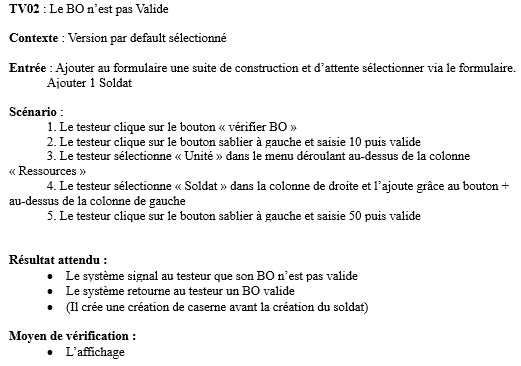 TV02 : Le BO n’est pas Valide
Contexte : Version par default sélectionné
Entrée : Ajouter au formulaire une suite de construction et d’attente sélectionner via le formulaire.
Ajouter 1 Soldat
Scénario :
1. Le testeur clique sur le bouton « vérifier BO »
2. Le testeur clique sur le bouton sablier à gauche et saisie 10 puis valide
3. Le testeur sélectionne « Unité » dans le menu déroulant au-dessus de la colonne
« Ressources »
4. Le testeur sélectionne « Soldat » dans la colonne de droite et l’ajoute grâce au bouton +
au-dessus de la colonne de gauche
5. Le testeur clique sur le bouton sablier à gauche et saisie 50 puis valide
Résultat attendu :
• Le système signal au testeur que son BO n’est pas valide
• Le système retourne au testeur un BO valide
• (Il crée une création de caserne avant la création du soldat)
Moyen de vérification :
• L’affichage